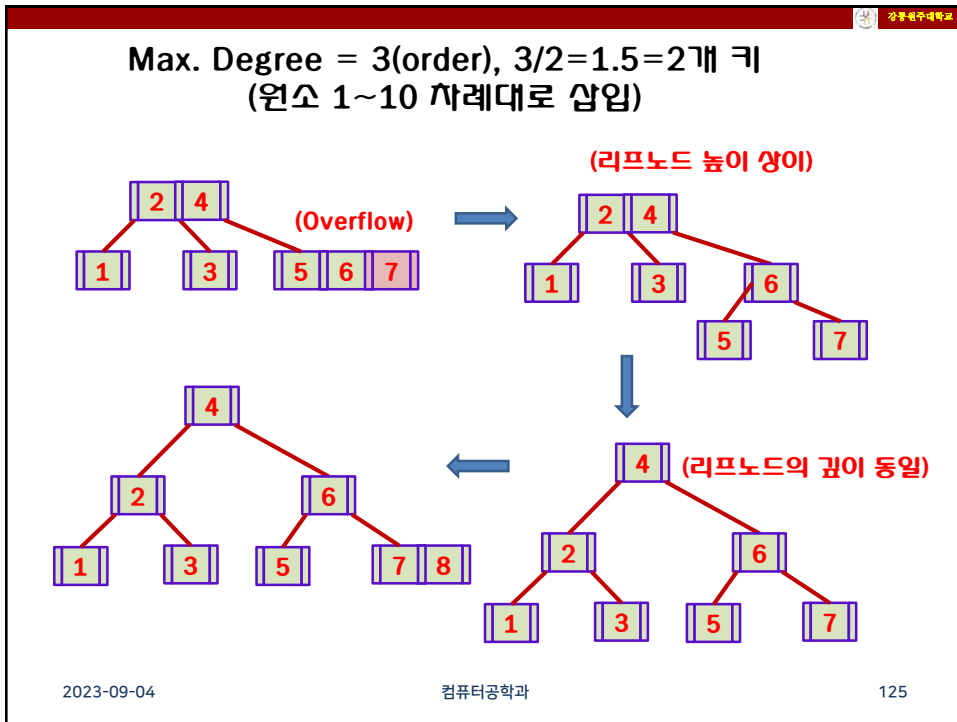 강릉원주대학교
Max. Degree = 3(order), 3/2=1.5=2개 키
(원소 1~10 차례대로 삽입)
2 4
(Overflow)
1 3 5 6 7
(리프노드 높이 상이)
2 4
1 3 6
5 7
4
2 6
1 3 5 7 8
4 (리프노드의 깊이 동일)
2 6
1 3 5 7
2023-09-04 컴퓨터공학과 125